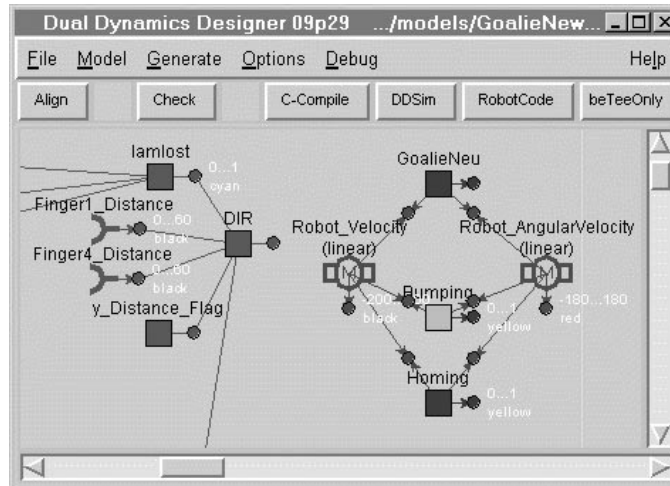 Dual Dynamics Designer 09p29 .../models/GoalieNew...
File Model Generate Options Debug Help
Align Check C-Compile DDSim RobotCode beTeeOnly
Iamlost
0...1
cyan
Finger1_Distance
0...60
black
DIR
Finger4_Distance
0...60
black
y_Distance_Flag
GoalieNeu
Robot_Velocity
(linear)
Robot_AngularVelocity
(linear)
M
M
black
-180...180
red
0...1
yellow
Homing
0...1
yellow